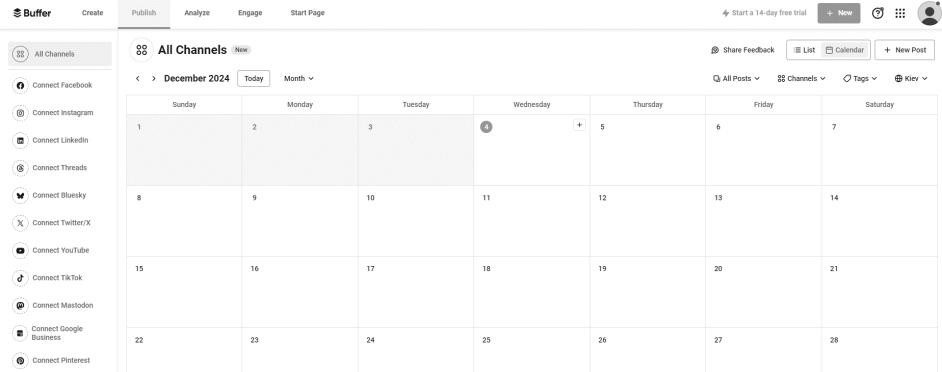 Buffer Create Publish Analyze Engage Start Page Start a 14-day free trial + New
All Channels
Connect Facebook
Connect Instagram
Connect LinkedIn
Connect Threads
Connect Bluesky
Connect Twitter/X
Connect YouTube
Connect TikTok
Connect Mastodon
Connect Google
Business
Connect Pinterest
All Channels New Share Feedback List Calendar + New Post
December 2024 Today Month All Posts Channels Tags Kiev
Sunday Monday Tuesday Wednesday Thursday Friday Saturday
1 2 3 4 + 5 6 7
8 9 10 11 12 13 14
15 16 17 18 19 20 21
22 23 24 25 26 27 28